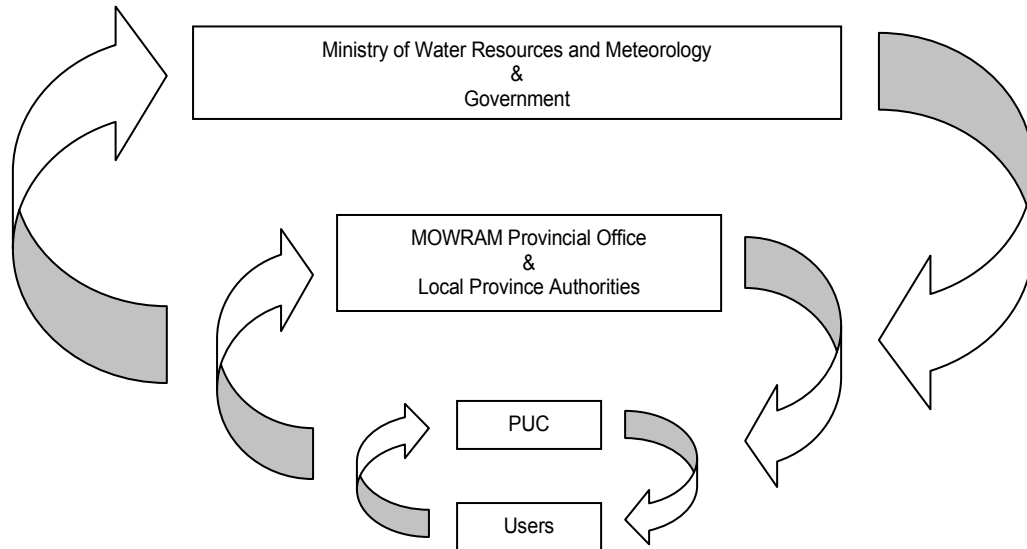 Ministry of Water Resources and Meteorology
&
Government
MOWRAM Provincial Office
&
Local Province Authorities
PUC
Users